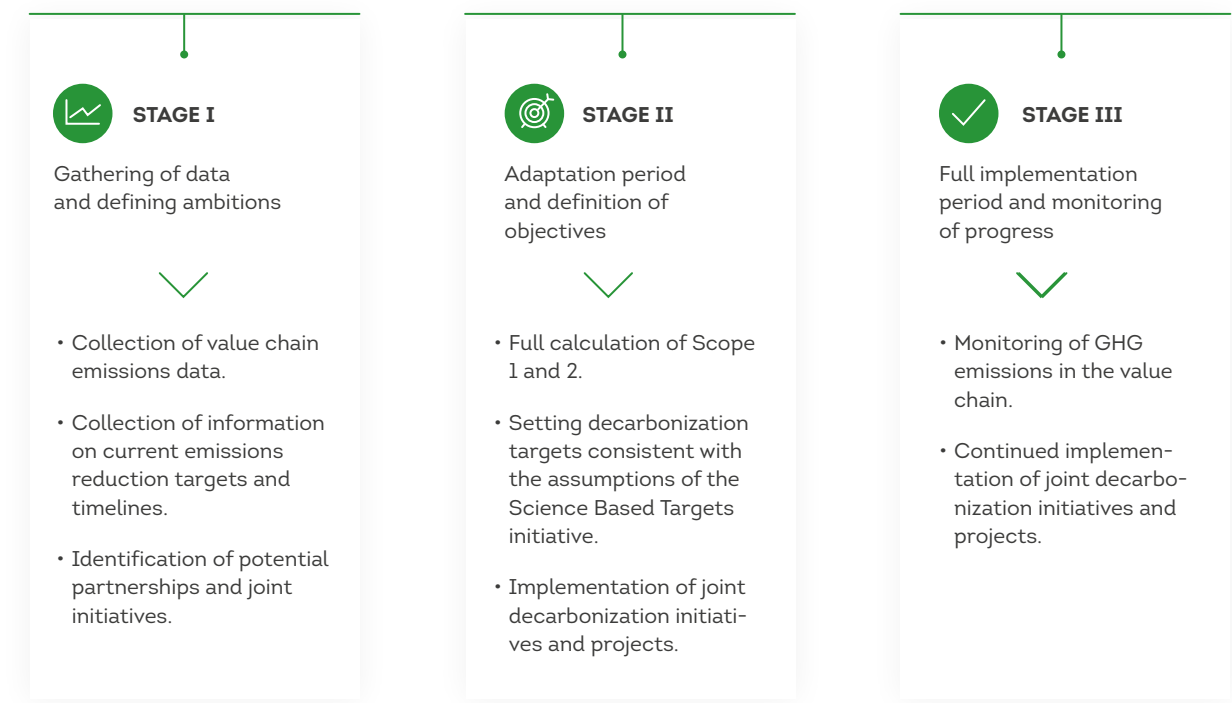 STAGE I
Gathering of data
and defining ambitions
• Collection of value chain
emissions data.
• Collection of information
on current emissions
reduction targets and
timelines.
• Identification of potential
partnerships and joint
initiatives.
STAGE II
Adaptation period
and definition of
objectives
• Full calculation of Scope
1 and 2.
• Setting decarbonization
targets consistent with
the assumptions of the
Science Based Targets
initiative.
• Implementation of joint
decarbonization initiati-
ves and projects.
STAGE III
Full implementation
period and monitoring
of progress
• Monitoring of GHG
emissions in the value
chain.
• Continued implemen-
tation of joint decarbo-
nization initiatives and
projects.